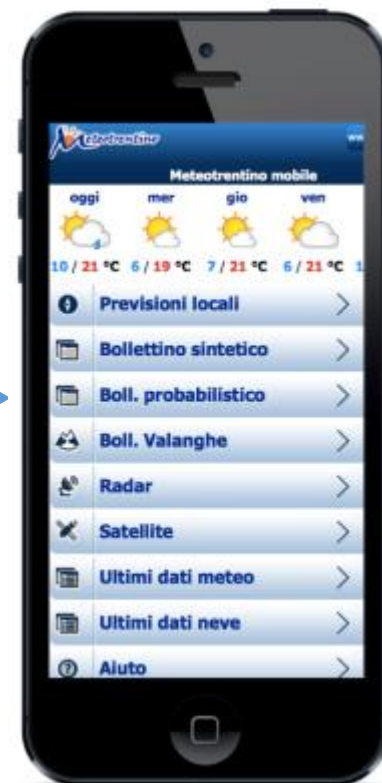 Meteotrentino
Meteotrentino mobile
oggi mer gio ven
10 / 21 °C 6 / 19 °C 7 / 21 °C 6 / 21 °C 1
Previsioni locali
Bollettino sintetico
Boll. probabilistico
Boll. Valanghe
Radar
Satellite
Ultimi dati meteo
Ultimi dati neve
Aiuto